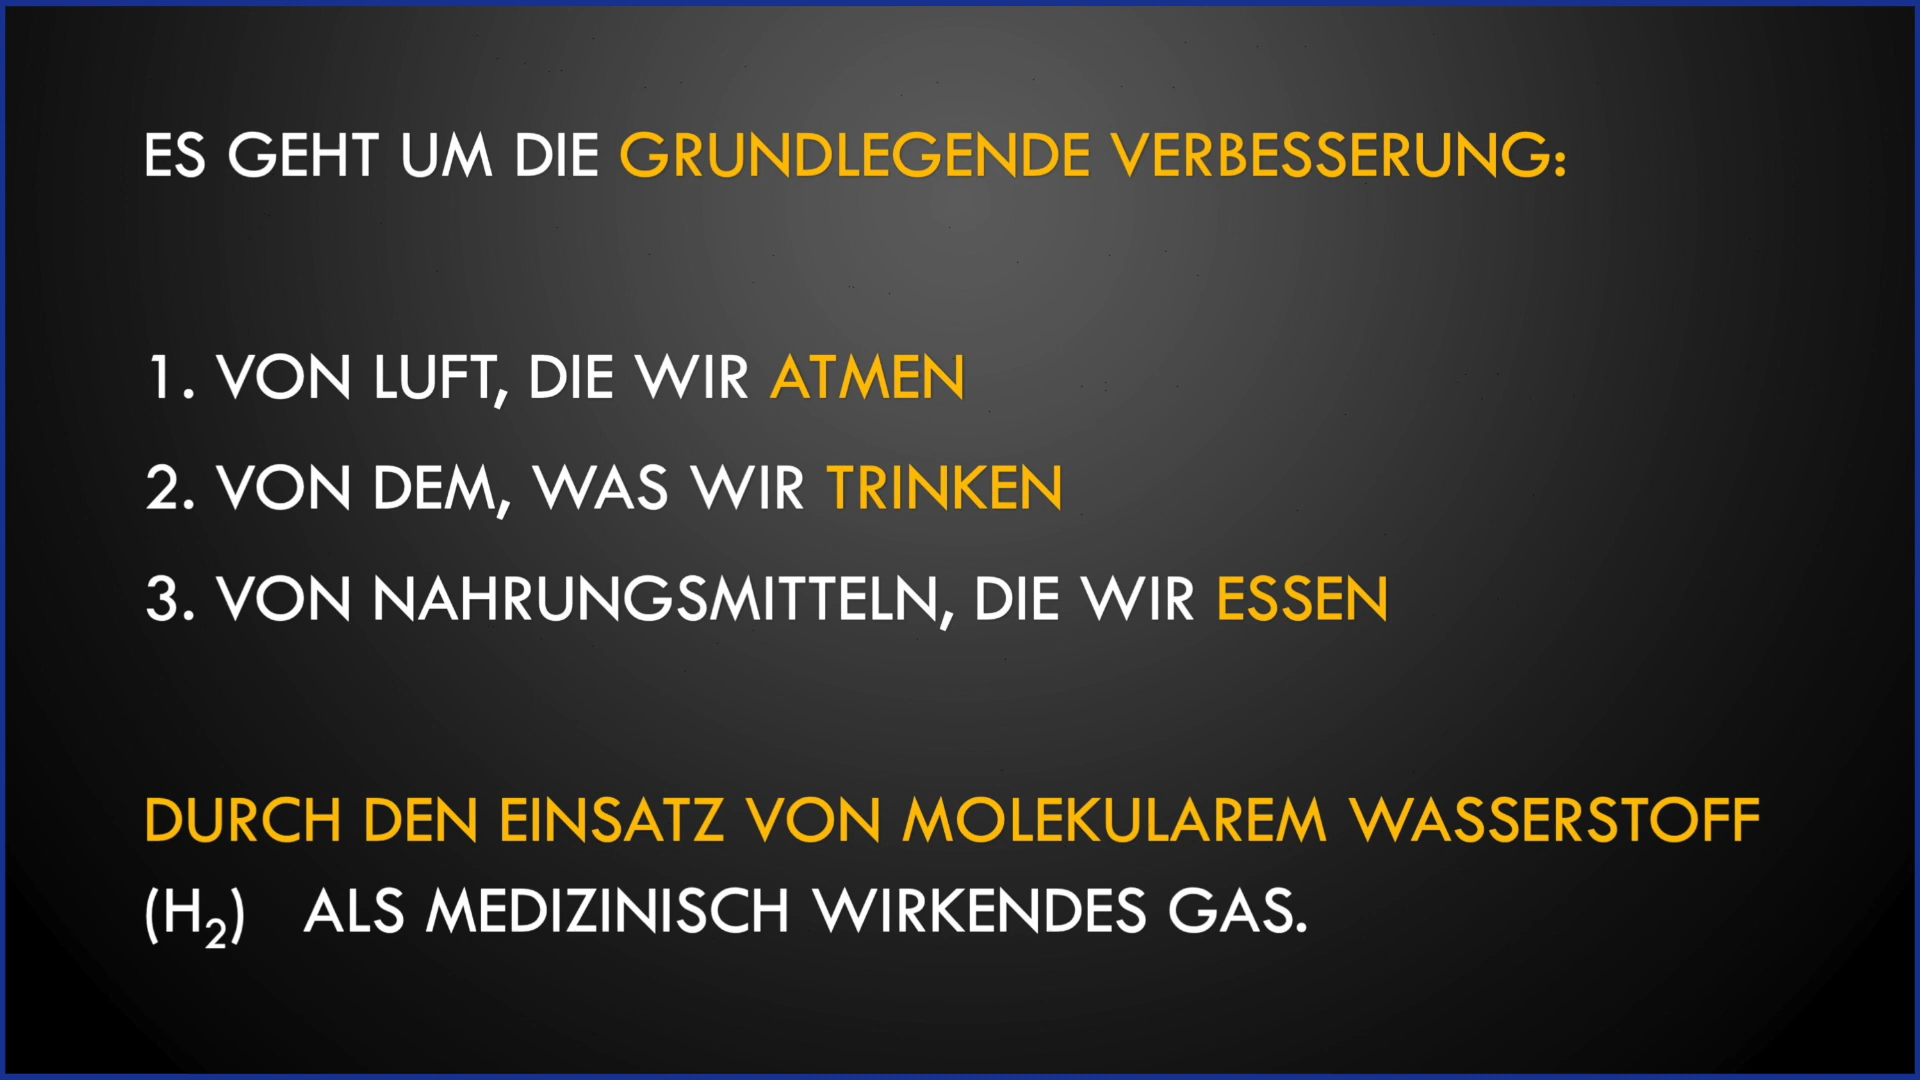 ES GEHT UM DIE GRUNDLEGENDE VERBESSERUNG:
1. VON LUFT, DIE WIR ATMEN
2. VON DEM, WAS WIR TRINKEN
3. VON NAHRUNGSMITTELN, DIE WIR ESSEN
DURCH DEN EINSATZ VON MOLEKULAREM WASSERSTOFF
(H₂) ALS MEDIZINISCH WIRKENDES GAS.